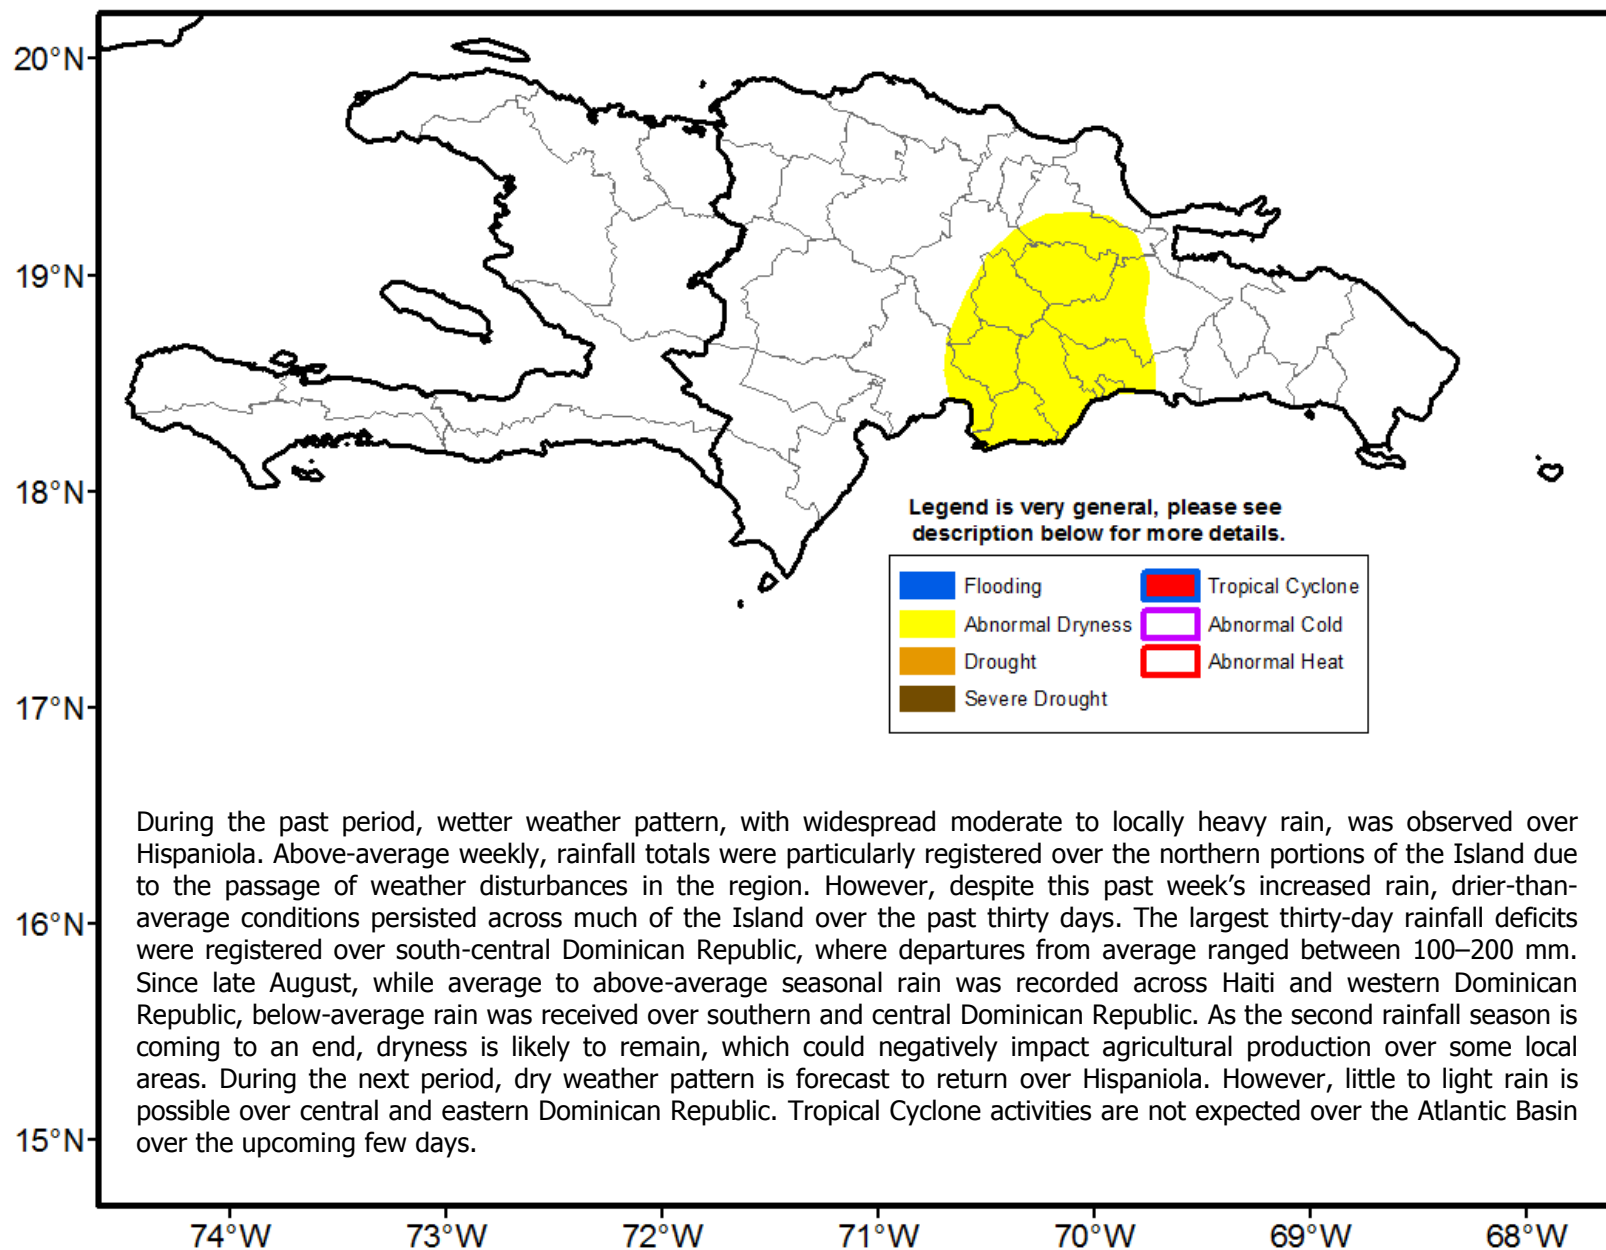 20°N
19°N
18°N
17°N
16°N
15°N
Legend is very general, please see
description below for more details.
Flooding
Tropical Cyclone
Abnormal Dryness
Abnormal Cold
Drought
Abnormal Heat
Severe Drought
During the past period, wetter weather pattern, with widespread moderate to locally heavy rain, was observed over
Hispaniola. Above-average weekly, rainfall totals were particularly registered over the northern portions of the Island due
to the passage of weather disturbances in the region. However, despite this past week’s increased rain, drier-than-
average conditions persisted across much of the Island over the past thirty days. The largest thirty-day rainfall deficits
were registered over south-central Dominican Republic, where departures from average ranged between 100–200 mm.
Since late August, while average to above-average seasonal rain was recorded across Haiti and western Dominican
Republic, below-average rain was received over southern and central Dominican Republic. As the second rainfall season is
coming to an end, dryness is likely to remain, which could negatively impact agricultural production over some local
areas. During the next period, dry weather pattern is forecast to return over Hispaniola. However, little to light rain is
possible over central and eastern Dominican Republic. Tropical Cyclone activities are not expected over the Atlantic Basin
over the upcoming few days.
74°W 73°W 72°W 71°W 70°W 69°W 68°W